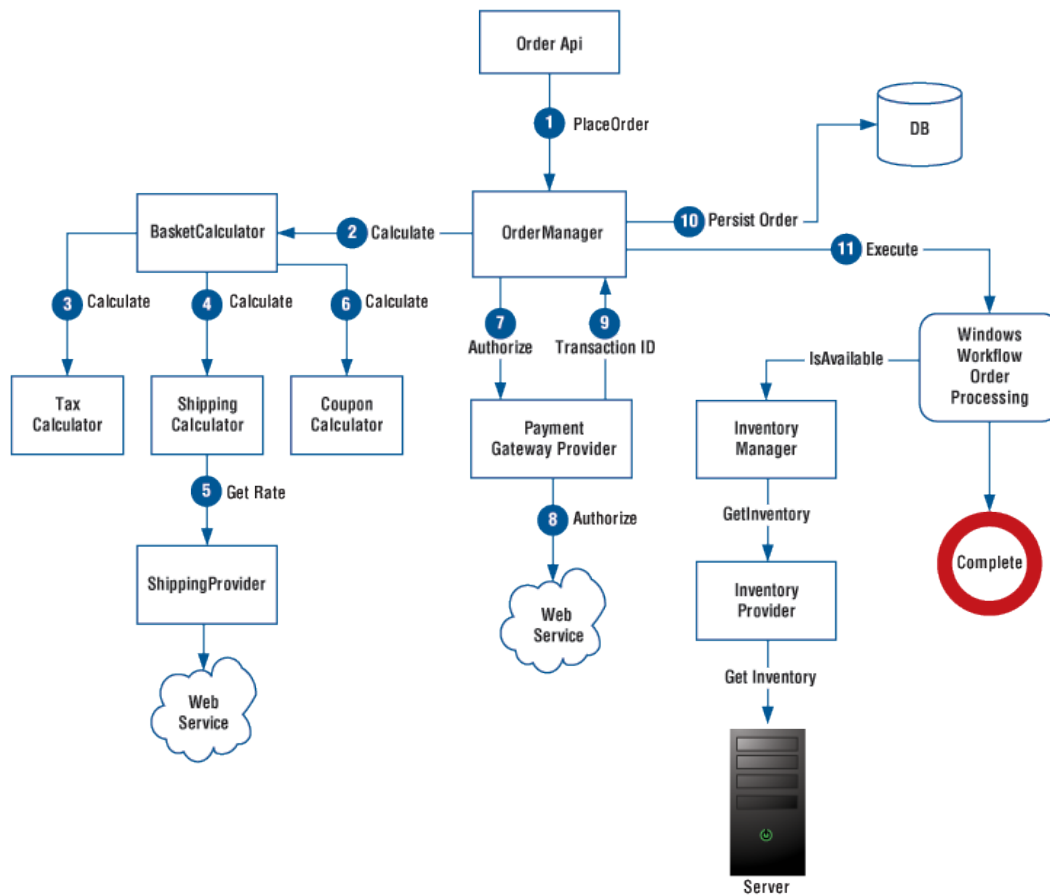 Order Api
1 PlaceOrder
DB
BasketCalculator
2 Calculate
OrderManager
10 Persist Order
11 Execute
3 Calculate
4 Calculate
6 Calculate
7
Authorize
9
Transaction ID
IsAvailable
Windows
Workflow
Order
Processing
Tax
Calculator
Shipping
Calculator
Coupon
Calculator
Payment
Gateway Provider
Inventory
Manager
5 Get Rate
8 Authorize
GetInventory
Complete
ShippingProvider
Web
Service
Inventory
Provider
Web
Service
Get Inventory
Server